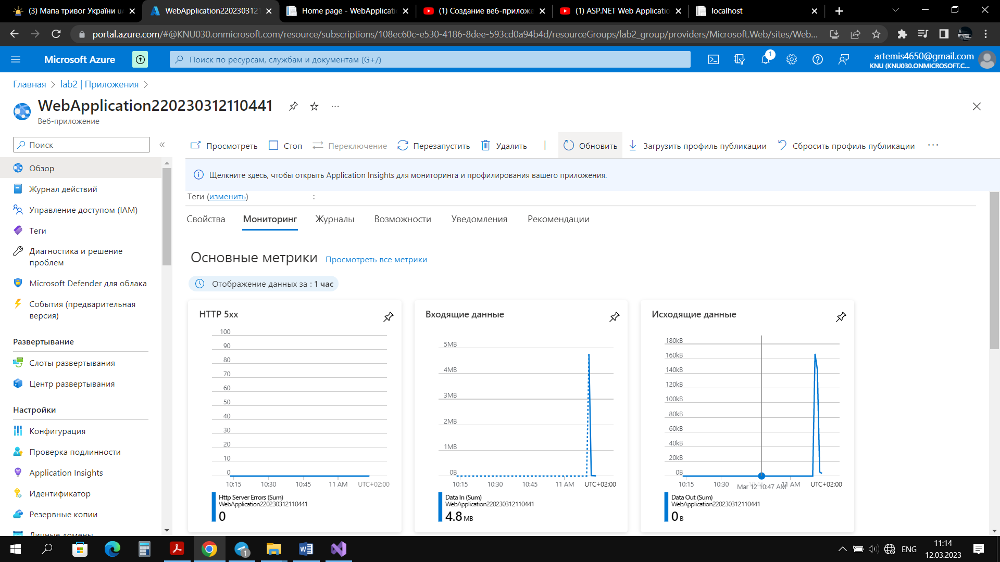 (3) Мапа тривог України
WebApplication2202303121
Home page - WebApplicatio
(1) Создание веб-приложе
(1) ASP.NET Web Applicatio
localhost
portal.azure.com/#@KNU030.onmicrosoft.com/resource/subscriptions/108ec60c-e530-4186-8dee-593cd0a94b4d/resourceGroups/lab2_group/providers/Microsoft.Web/sites/Web...
Microsoft Azure
Поиск по ресурсам, службам и документам (G+/)
1
artemis4650@gmail.com
KNU (KNU030.ONMICROSOFT.C...
Главная > lab2 | Приложения >
WebApplication220230312110441
Веб-приложение
Поиск
Просмотреть
Стоп
Переключение
Перезапустить
Удалить
Обновить
Загрузить профиль публикации
Сбросить профиль публикации
Щелкните здесь, чтобы открыть Application Insights для мониторинга и профилирования вашего приложения.
Теги (изменить) :
Свойства
Мониторинг
Журналы
Возможности
Уведомления
Рекомендации
Обзор
Журнал действий
Управление доступом (IAM)
Теги
Диагностика и решение
проблем
Microsoft Defender для облака
События (предварительная
версия)
Развертывание
Слоты развертывания
Центр развертывания
Настройки
Конфигурация
Проверка подлинности
Application Insights
Идентификатор
Резервные копии
Личные домены
Основные метрики
Просмотреть все метрики
Отображение данных за : 1 час
HTTP 5xx
100
90
80
70
60
50
40
30
20
10
0
10:15 10:30 10:45 11 AM UTC+02:00
Http Server Errors (Sum)
WebApplication220230312110441
0
Входящие данные
5MB
4MB
3MB
2MB
1MB
0B
10:15 10:30 10:45 11 AM UTC+02:00
Data In (Sum)
WebApplication220230312110441
4.8 MB
Исходящие данные
180kB
160kB
140kB
120kB
100kB
80kB
60kB
40kB
20kB
0B
10:15 10:30 10:45 11 AM UTC+02:00
Mar 12 10:47 AM
Data Out (Sum)
WebApplication220230312110441
0 B
1
ENG
11:14
12.03.2023